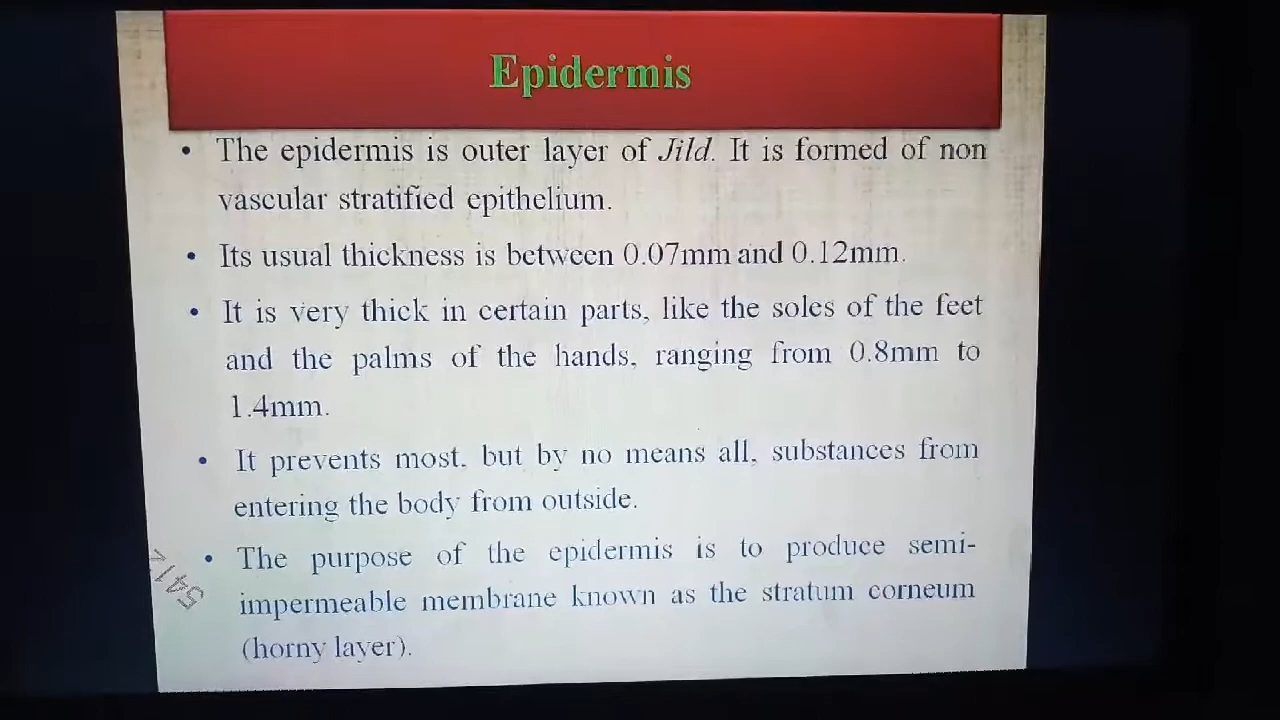 Epidermis
• The epidermis is outer layer of Jild. It is formed of non
vascular stratified epithelium.
• Its usual thickness is between 0.07mm and 0.12mm.
• It is very thick in certain parts, like the soles of the feet
and the palms of the hands, ranging from 0.8mm to
1.4mm.
• It prevents most, but by no means all, substances from
entering the body from outside.
• The purpose of the epidermis is to produce semi-
impermeable membrane known as the stratum corneum
(horny layer).